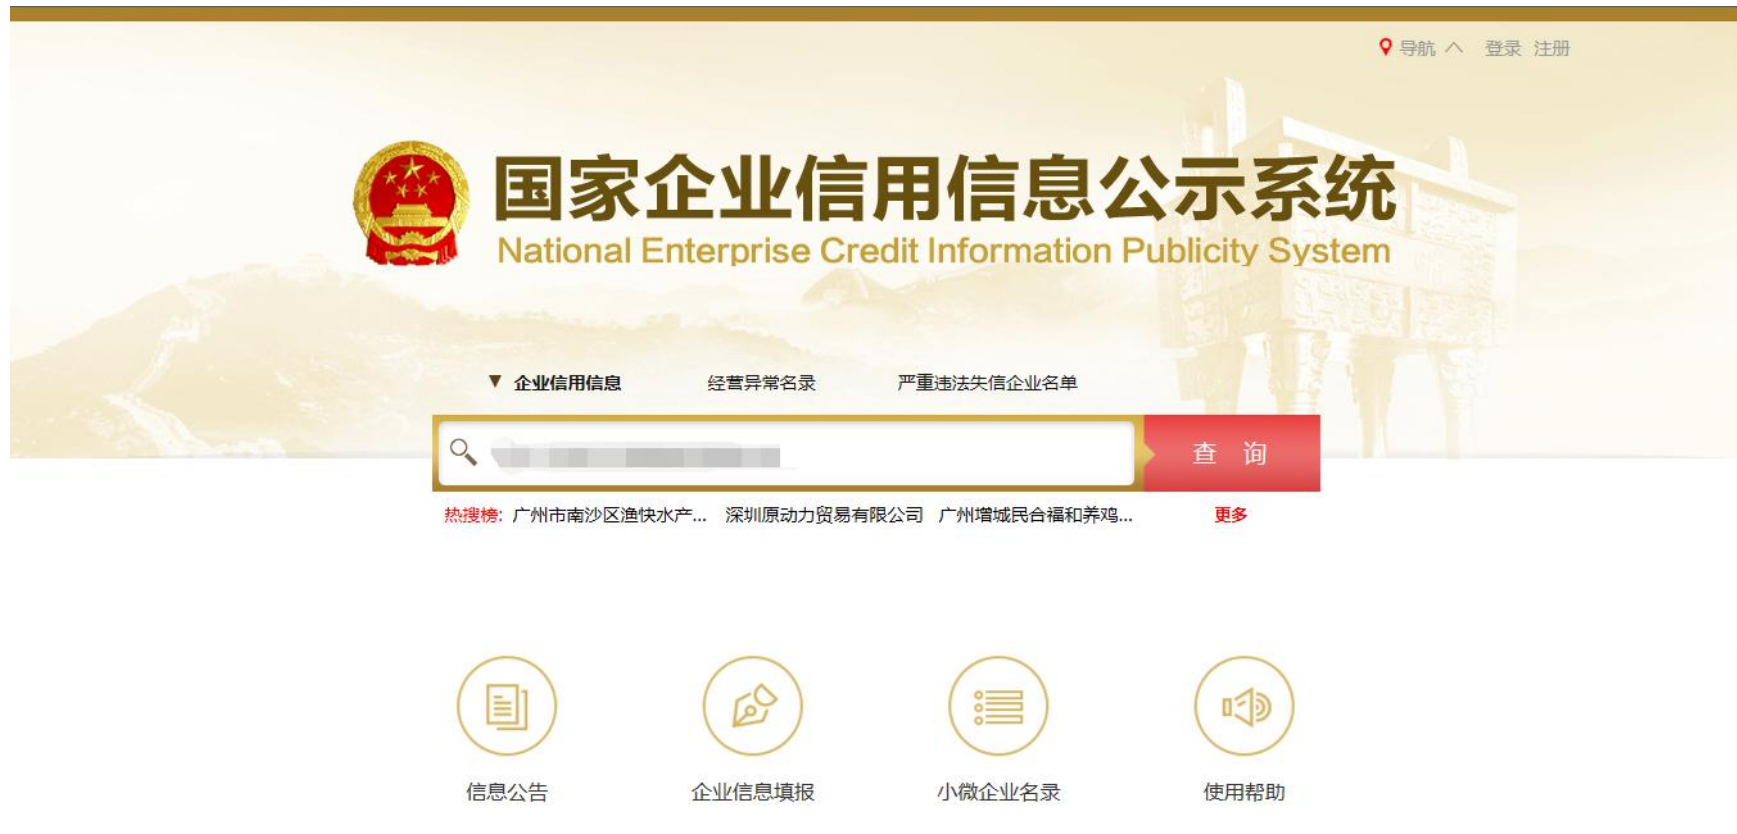 导航 登录 注册
国家企业信用信息公示系统
National Enterprise Credit Information Publicity System
企业信用信息 经营异常名录 严重违法失信企业名单
查 询
热搜榜: 广州市南沙区渔快水产... 深圳原动力贸易有限公司 广州增城民合福和养鸡... 更多
信息公告 企业信息填报 小微企业名录 使用帮助